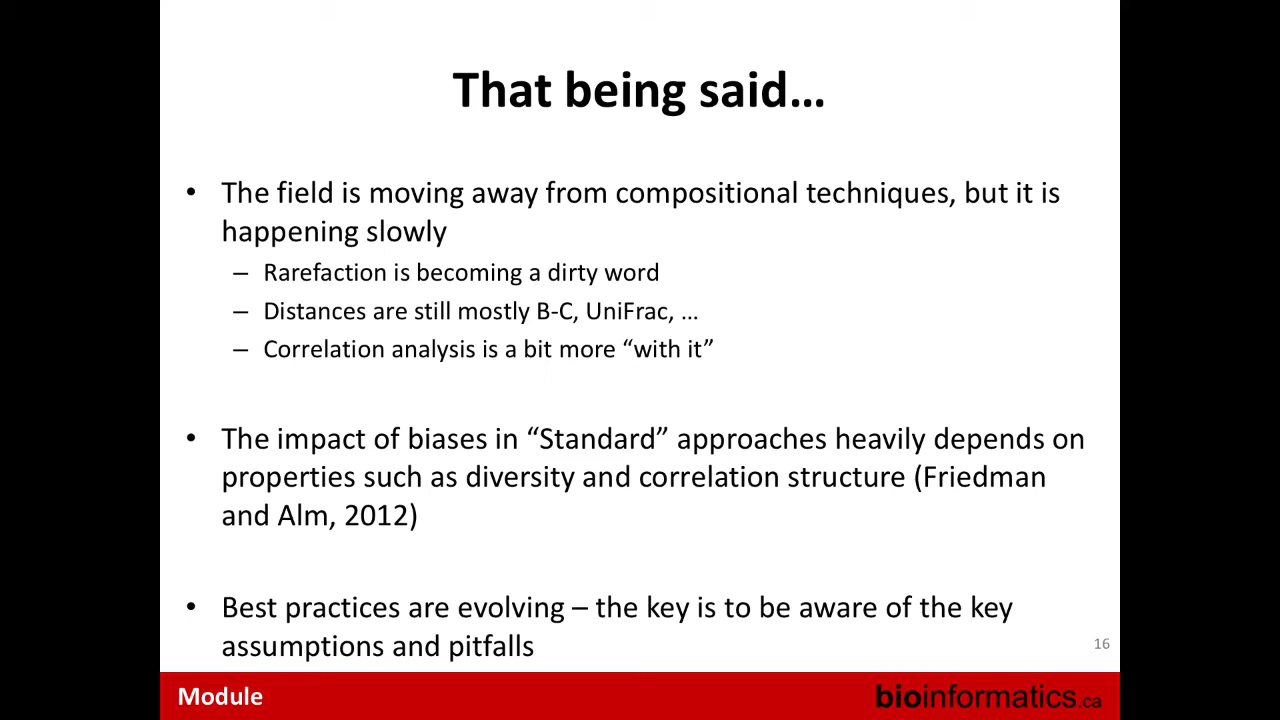 That being said…
• The field is moving away from compositional techniques, but it is
happening slowly
– Rarefaction is becoming a dirty word
– Distances are still mostly B-C, UniFrac, …
– Correlation analysis is a bit more “with it”
• The impact of biases in “Standard” approaches heavily depends on
properties such as diversity and correlation structure (Friedman
and Alm, 2012)
• Best practices are evolving – the key is to be aware of the key
assumptions and pitfalls
16
Module
bioinformatics.ca